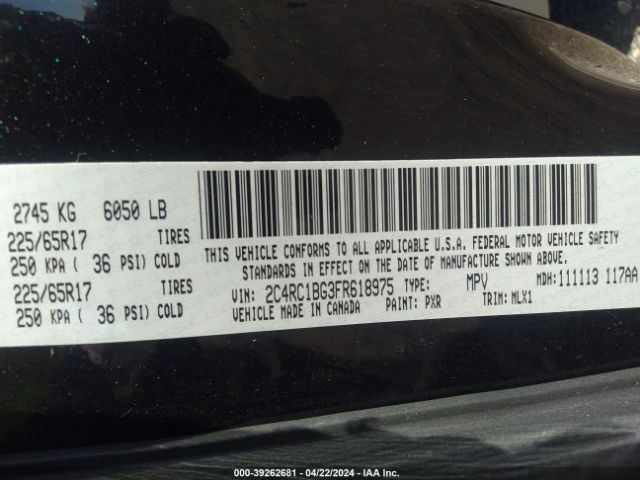 2745 KG 6050 LB
225/65R17 TIRES
250 KPA ( 36 PSI) COLD
225/65R17 TIRES
250 KPA ( 36 PSI) COLD
THIS VEHICLE CONFORMS TO ALL APPLICABLE U.S.A. FEDERAL MOTOR VEHICLE SAFETY
STANDARDS IN EFFECT ON THE DATE OF MANUFACTURE SHOWN ABOVE.
VIN: 2C4RC1BG3FR618975 TYPE: MPV MDH: 111113 117AA
VEHICLE MADE IN CANADA PAINT: PXR TRIM: MLX1
000-39262681 - 04/22/2024 - IAA Inc.